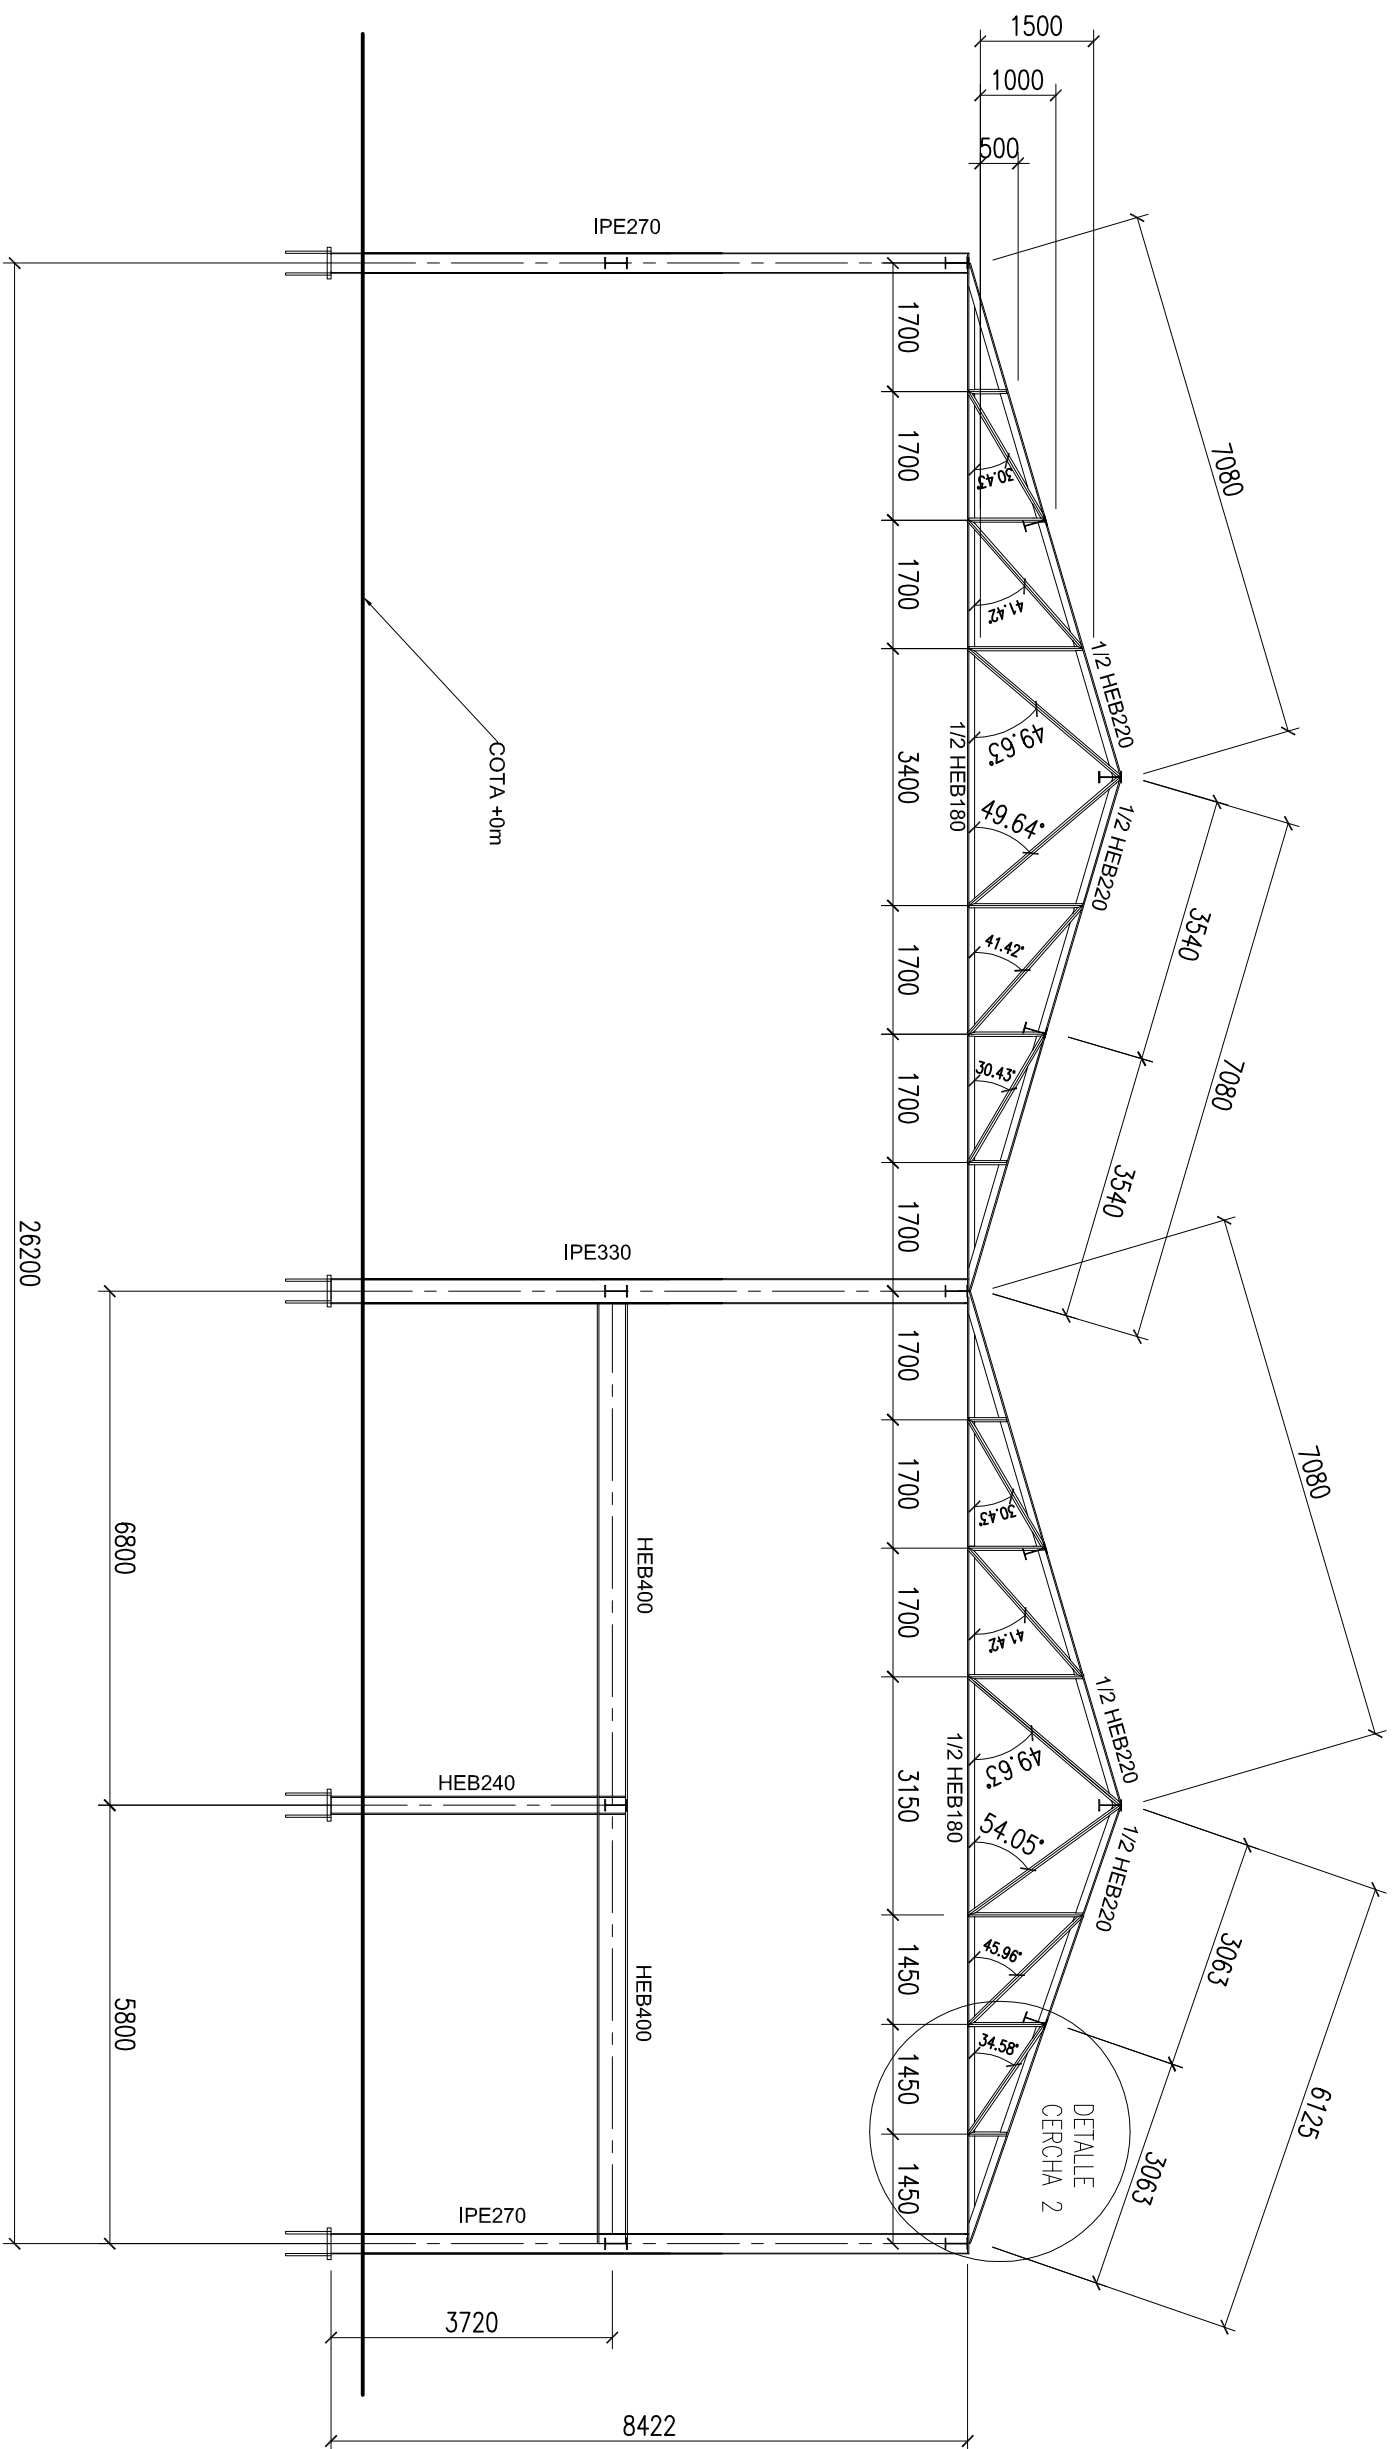 1500
1000
500
IPE270
7080
1/2 HEB220
1/2 HEB220
3540
7080
3540
1700
1700
1700
3400
1700
1700
1700
30.43°
41.42°
49.63°
49.64°
41.42°
30.43°
1/2 HEB180
COTA +0m
IPE330
7080
1/2 HEB220
1/2 HEB220
3063
6125
3063
1700
1700
1700
3150
1450
1450
1450
30.43°
41.42°
49.63°
54.05°
45.96°
34.58°
1/2 HEB180
DETALLE
CERCHA 2
HEB400
HEB400
HEB240
IPE270
6800
5800
26200
3720
8422